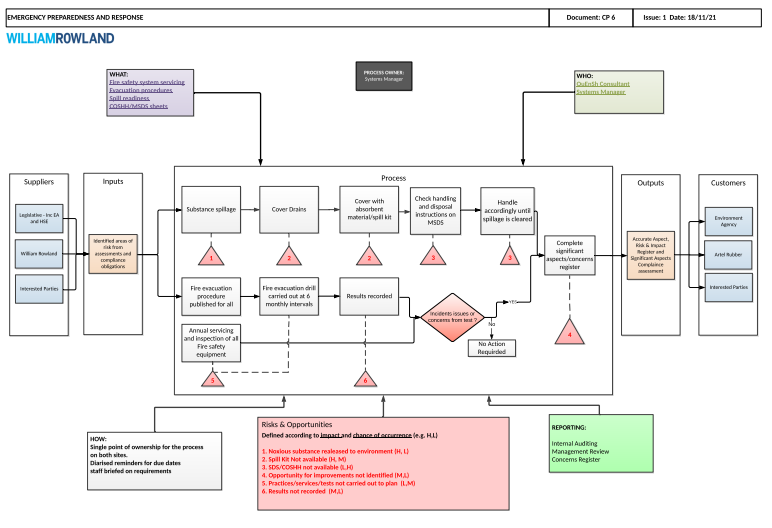 EMERGENCY PREPAREDNESS AND RESPONSE
Document: CP 6
Issue: 1 Date: 18/11/21
WILLIAMROWLAND
WHAT:
Fire safety system servicing
Evacuation procedures
Spill readiness
COSHH/MSDS sheets
PROCESS OWNER:
Systems Manager
WHO:
QuEnSh Consultant
Systems Manager
Suppliers
Legislative - Inc EA
and HSE
William Rowland
Interested Parties
Inputs
Identified areas of
risk from
assessments and
compliance
obligations
Process
Substance spillage
Cover Drains
Cover with
absorbent
material/spill kit
Check handling
and disposal
instructions on
MSDS
Handle
accordingly until
spillage is cleared
1
2
2
3
3
Complete
significant
aspects/concerns
register
Fire evacuation
procedure
published for all
Fire evacuation drill
carried out at 6
monthly intervals
Results recorded
Incidents issues or
concerns from test ?
YES
No
No Action
Requirded
4
Annual servicing
and inspection of all
Fire safety
equipment
5
6
Outputs
Accurate Aspect,
Risk & Impact
Register and
Significant Aspects
Complaince
assessment
Customers
Environment
Agency
Artel Rubber
Interested Parties
HOW:
Single point of ownership for the process
on both sites.
Diarised reminders for due dates
staff briefed on requirements
Risks & Opportunities
Defined according to impact and chance of occurrence (e.g. H,L)
1. Noxious substance realeased to environment (H, L)
2. Spill Kit Not available (H, M)
3. SDS/COSHH not available (L,H)
4. Opportunity for improvements not identified (M,L)
5. Practices/services/tests not carried out to plan (L,M)
6. Results not recorded (M,L)
REPORTING:
Internal Auditing
Management Review
Concerns Register